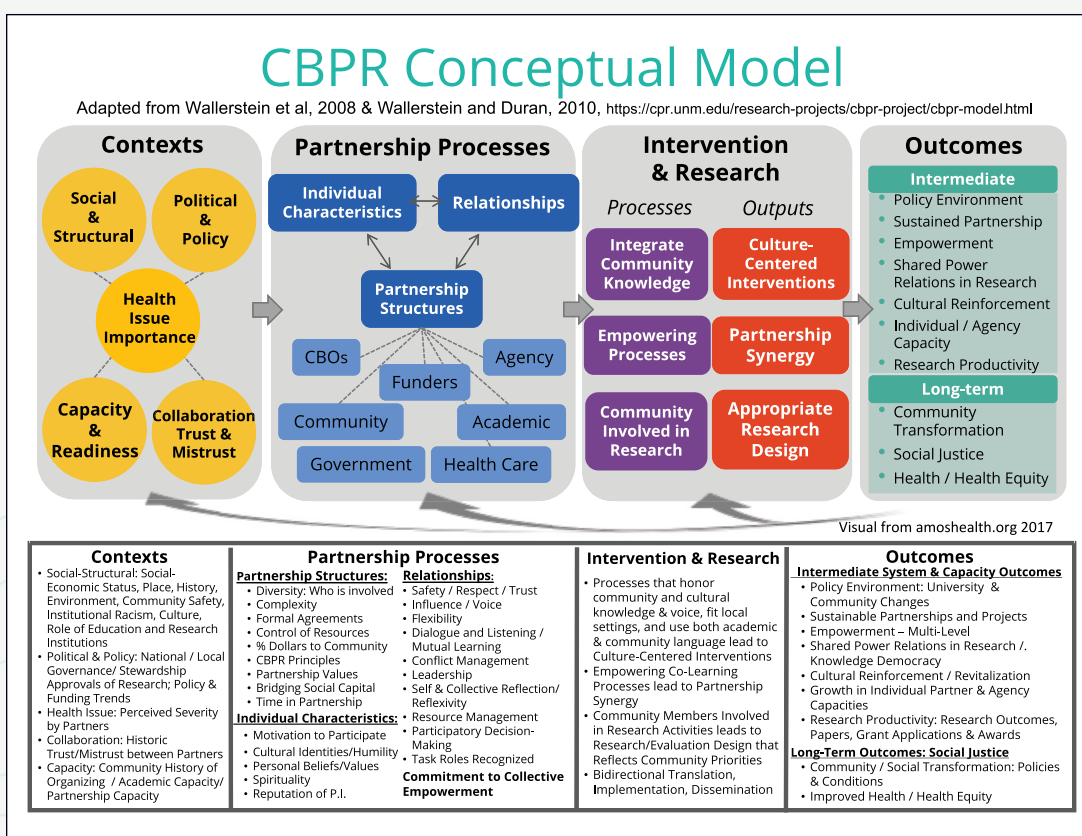 CBPR Conceptual Model
Adapted from Wallerstein et al, 2008 & Wallerstein and Duran, 2010, https://cpr.unm.edu/research-projects/cbpr-project/cbpr-model.html
Contexts
Social
&
Structural
Political
&
Policy
Health
Issue
Importance
Capacity
&
Readiness
Collaboration
Trust &
Mistrust
Partnership Processes
Individual
Characteristics
Relationships
Partnership
Structures
CBOs
Agency
Funders
Community
Academic
Government
Health Care
Intervention
& Research
Processes
Outputs
Integrate
Community
Knowledge
Culture-
Centered
Interventions
Empowering
Processes
Partnership
Synergy
Community
Involved in
Research
Appropriate
Research
Design
Outcomes
Intermediate
• Policy Environment
• Sustained Partnership
• Empowerment
• Shared Power
Relations in Research
• Cultural Reinforcement
• Individual / Agency
Capacity
• Research Productivity
Long-term
• Community
Transformation
• Social Justice
• Health / Health Equity
Visual from amoshealth.org 2017
Contexts
• Social-Structural: Social-
Economic Status, Place, History,
Environment, Community Safety,
Institutional Racism, Culture,
Role of Education and Research
Institutions
• Political & Policy: National / Local
Governance/ Stewardship
Approvals of Research; Policy &
Funding Trends
• Health Issue: Perceived Severity
by Partners
• Collaboration: Historic
Trust/Mistrust between Partners
• Capacity: Community History of
Organizing / Academic Capacity/
Partnership Capacity
Partnership Processes
Partnership Structures:
• Diversity: Who is involved
• Complexity
• Formal Agreements
• Control of Resources
• % Dollars to Community
• CBPR Principles
• Partnership Values
• Bridging Social Capital
• Time in Partnership
Individual Characteristics:
• Motivation to Participate
• Cultural Identities/Humility
• Personal Beliefs/Values
• Spirituality
• Reputation of P.I.
Relationships:
• Safety / Respect / Trust
• Influence / Voice
• Flexibility
• Dialogue and Listening /
Mutual Learning
• Conflict Management
• Leadership
• Self & Collective Reflection/
Reflexivity
• Resource Management
• Participatory Decision-
Making
• Task Roles Recognized
Commitment to Collective
Empowerment
Intervention & Research
• Processes that honor
community and cultural
knowledge & voice, fit local
settings, and use both academic
& community language lead to
Culture-Centered Interventions
• Empowering Co-Learning
Processes lead to Partnership
Synergy
• Community Members Involved
in Research Activities leads to
Research/Evaluation Design that
Reflects Community Priorities
• Bidirectional Translation,
Implementation, Dissemination
Outcomes
Intermediate System & Capacity Outcomes
• Policy Environment: University &
Community Changes
• Sustainable Partnerships and Projects
• Empowerment – Multi-Level
• Shared Power Relations in Research /.
Knowledge Democracy
• Cultural Reinforcement / Revitalization
• Growth in Individual Partner & Agency
Capacities
• Research Productivity: Research Outcomes,
Papers, Grant Applications & Awards
Long-Term Outcomes: Social Justice
• Community / Social Transformation: Policies
& Conditions
• Improved Health / Health Equity